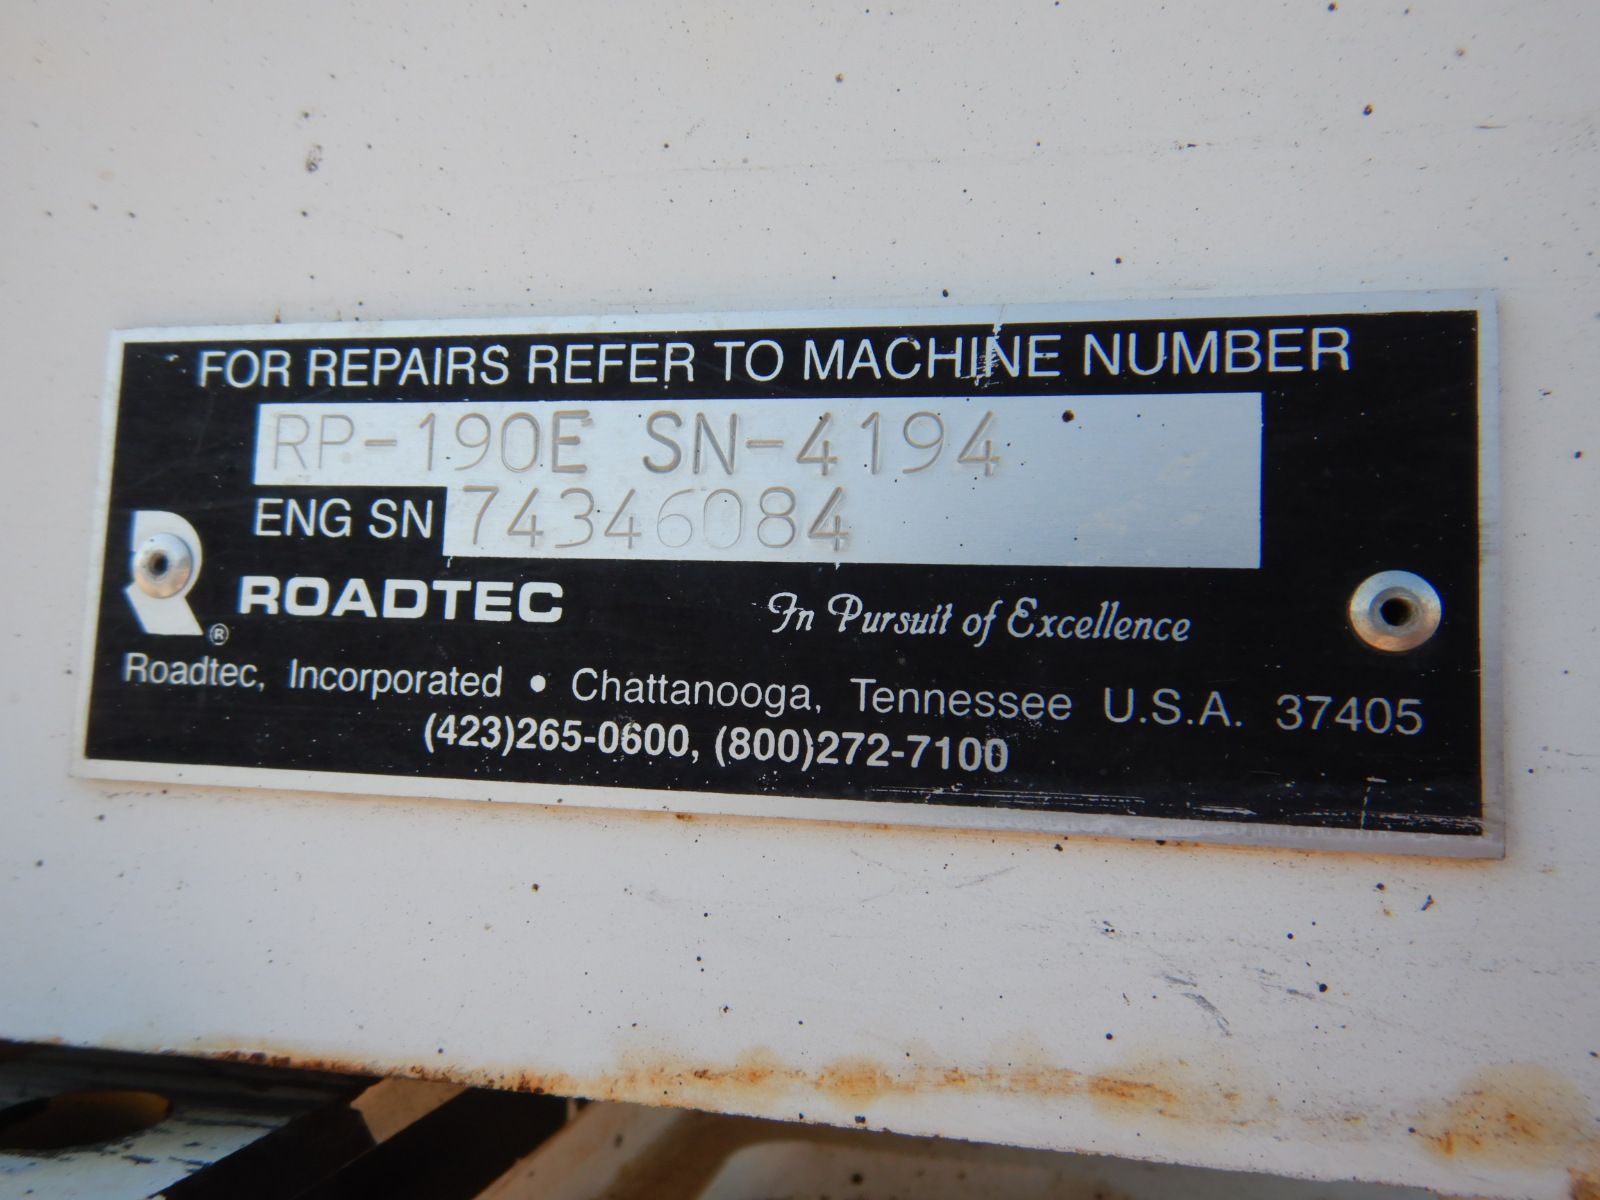 FOR REPAIRS REFER TO MACHINE NUMBER
RP-190E SN-4194
ENG SN 74346084
R®
ROADTEC In Pursuit of Excellence
Roadtec, Incorporated • Chattanooga, Tennessee U.S.A. 37405
(423)265-0600, (800)272-7100